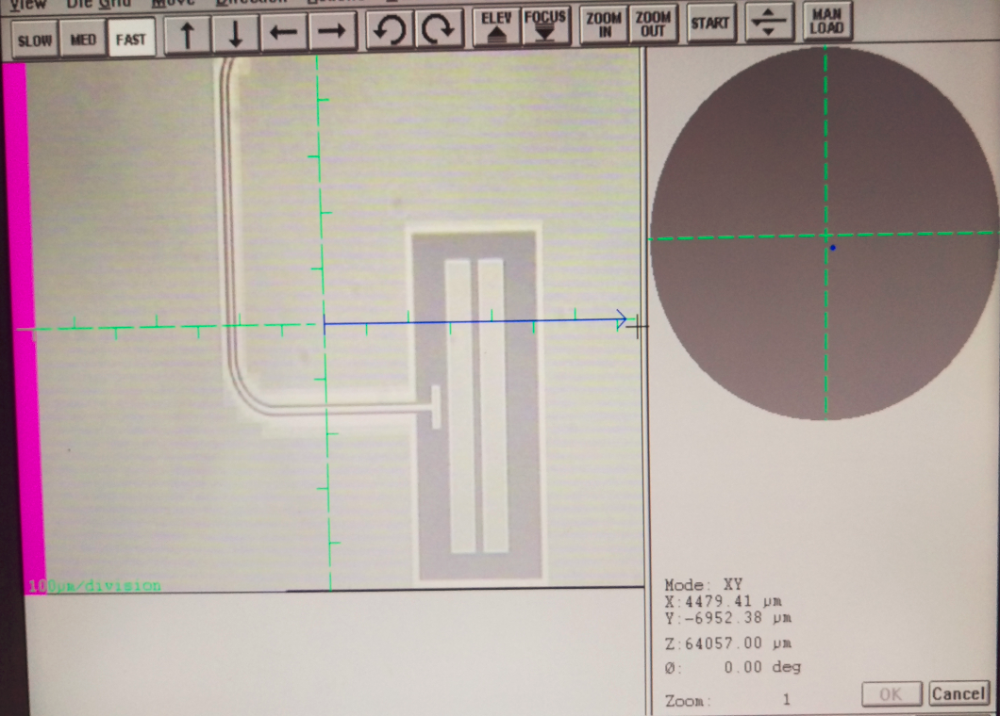 View Die Grid Move Direction
SLOW MED FAST ELEV FOCUS ZOOM IN ZOOM OUT START MAN LOAD
100µm/division
Mode: XY
X:4479.41 µm
Y:-6952.38 µm
Z:64057.00 µm
Ø: 0.00 deg
Zoom: 1
OK Cancel